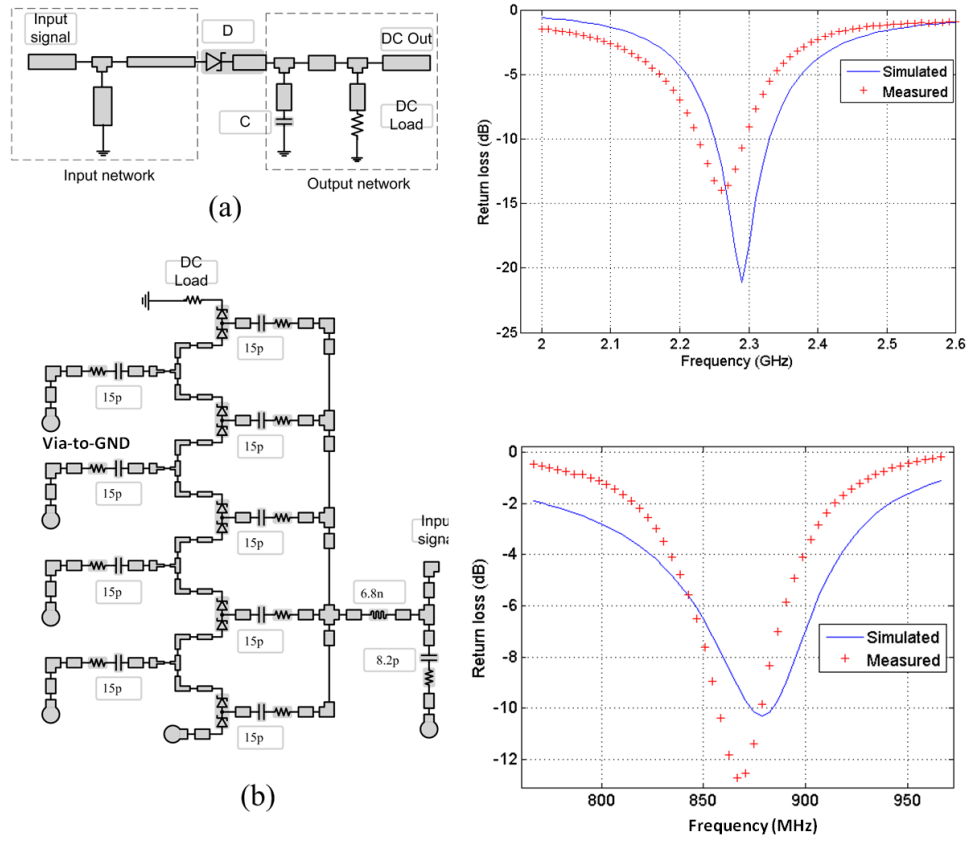 Input
signal
D
DC Out
C
DC
Load
Input network
Output network
(a)
0
-5
-10
-15
-20
-25
Return loss (dB)
Simulated
Measured
2
2.1
2.2
2.3
2.4
2.5
2.6
Frequency (GHz)
DC
Load
15p
15p
15p
15p
15p
15p
Via-to-GND
15p
15p
15p
Input
signal
6.8n
8.2p
(b)
0
-2
-4
-6
-8
-10
-12
Return loss (dB)
Simulated
Measured
800
850
900
950
Frequency (MHz)